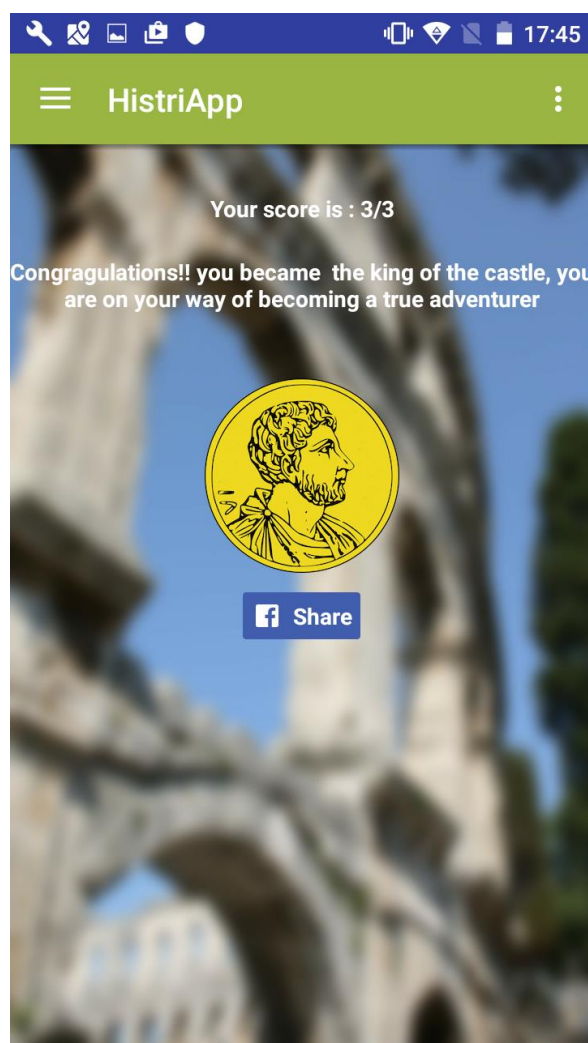 17:45
HistriApp
Your score is : 3/3
Congragulations!! you became  the king of the castle, you
are on your way of becoming a true adventurer
f Share